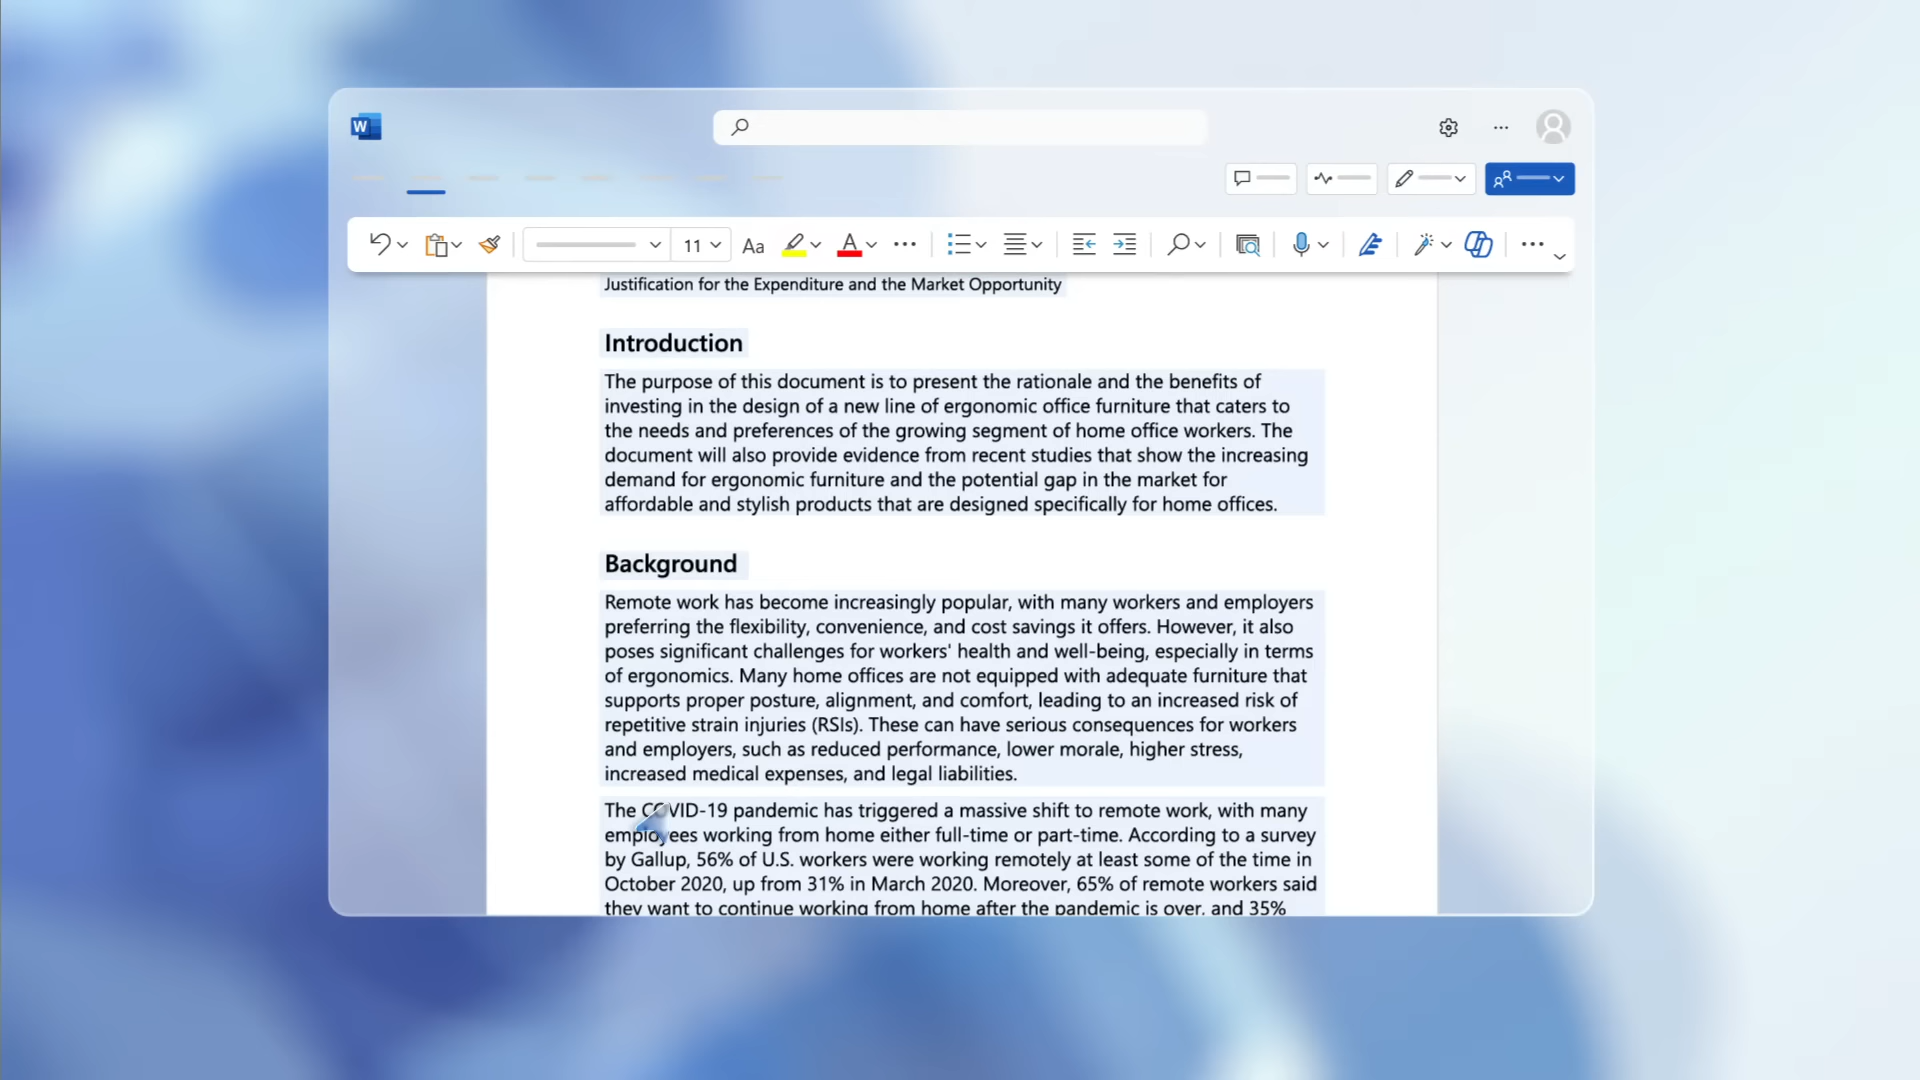 W
11
Aa
A
Justification for the Expenditure and the Market Opportunity
Introduction
The purpose of this document is to present the rationale and the benefits of
investing in the design of a new line of ergonomic office furniture that caters to
the needs and preferences of the growing segment of home office workers. The
document will also provide evidence from recent studies that show the increasing
demand for ergonomic furniture and the potential gap in the market for
affordable and stylish products that are designed specifically for home offices.
Background
Remote work has become increasingly popular, with many workers and employers
preferring the flexibility, convenience, and cost savings it offers. However, it also
poses significant challenges for workers' health and well-being, especially in terms
of ergonomics. Many home offices are not equipped with adequate furniture that
supports proper posture, alignment, and comfort, leading to an increased risk of
repetitive strain injuries (RSIs). These can have serious consequences for workers
and employers, such as reduced performance, lower morale, higher stress,
increased medical expenses, and legal liabilities.
The COVID-19 pandemic has triggered a massive shift to remote work, with many
employees working from home either full-time or part-time. According to a survey
by Gallup, 56% of U.S. workers were working remotely at least some of the time in
October 2020, up from 31% in March 2020. Moreover, 65% of remote workers said
they want to continue working from home after the pandemic is over, and 35%